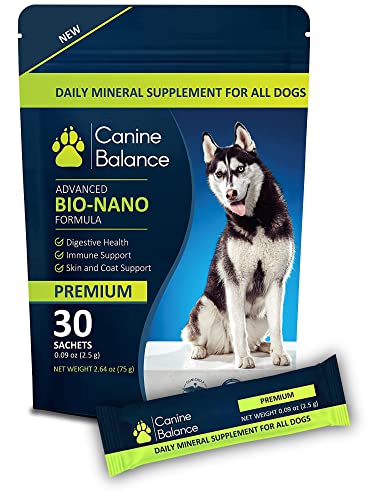 NEW
DAILY MINERAL SUPPLEMENT FOR ALL DOGS
Canine
Balance
ADVANCED
BIO-NANO
FORMULA
Digestive Health
Immune Support
Skin and Coat Support
PREMIUM
30
SACHETS
0.09 oz (2.5 g)
NET WEIGHT 2.64 oz (75 g)
Canine
Balance
PREMIUM
NET WEIGHT 0.09 oz (2.5 g)
DAILY MINERAL SUPPLEMENT FOR ALL DOGS